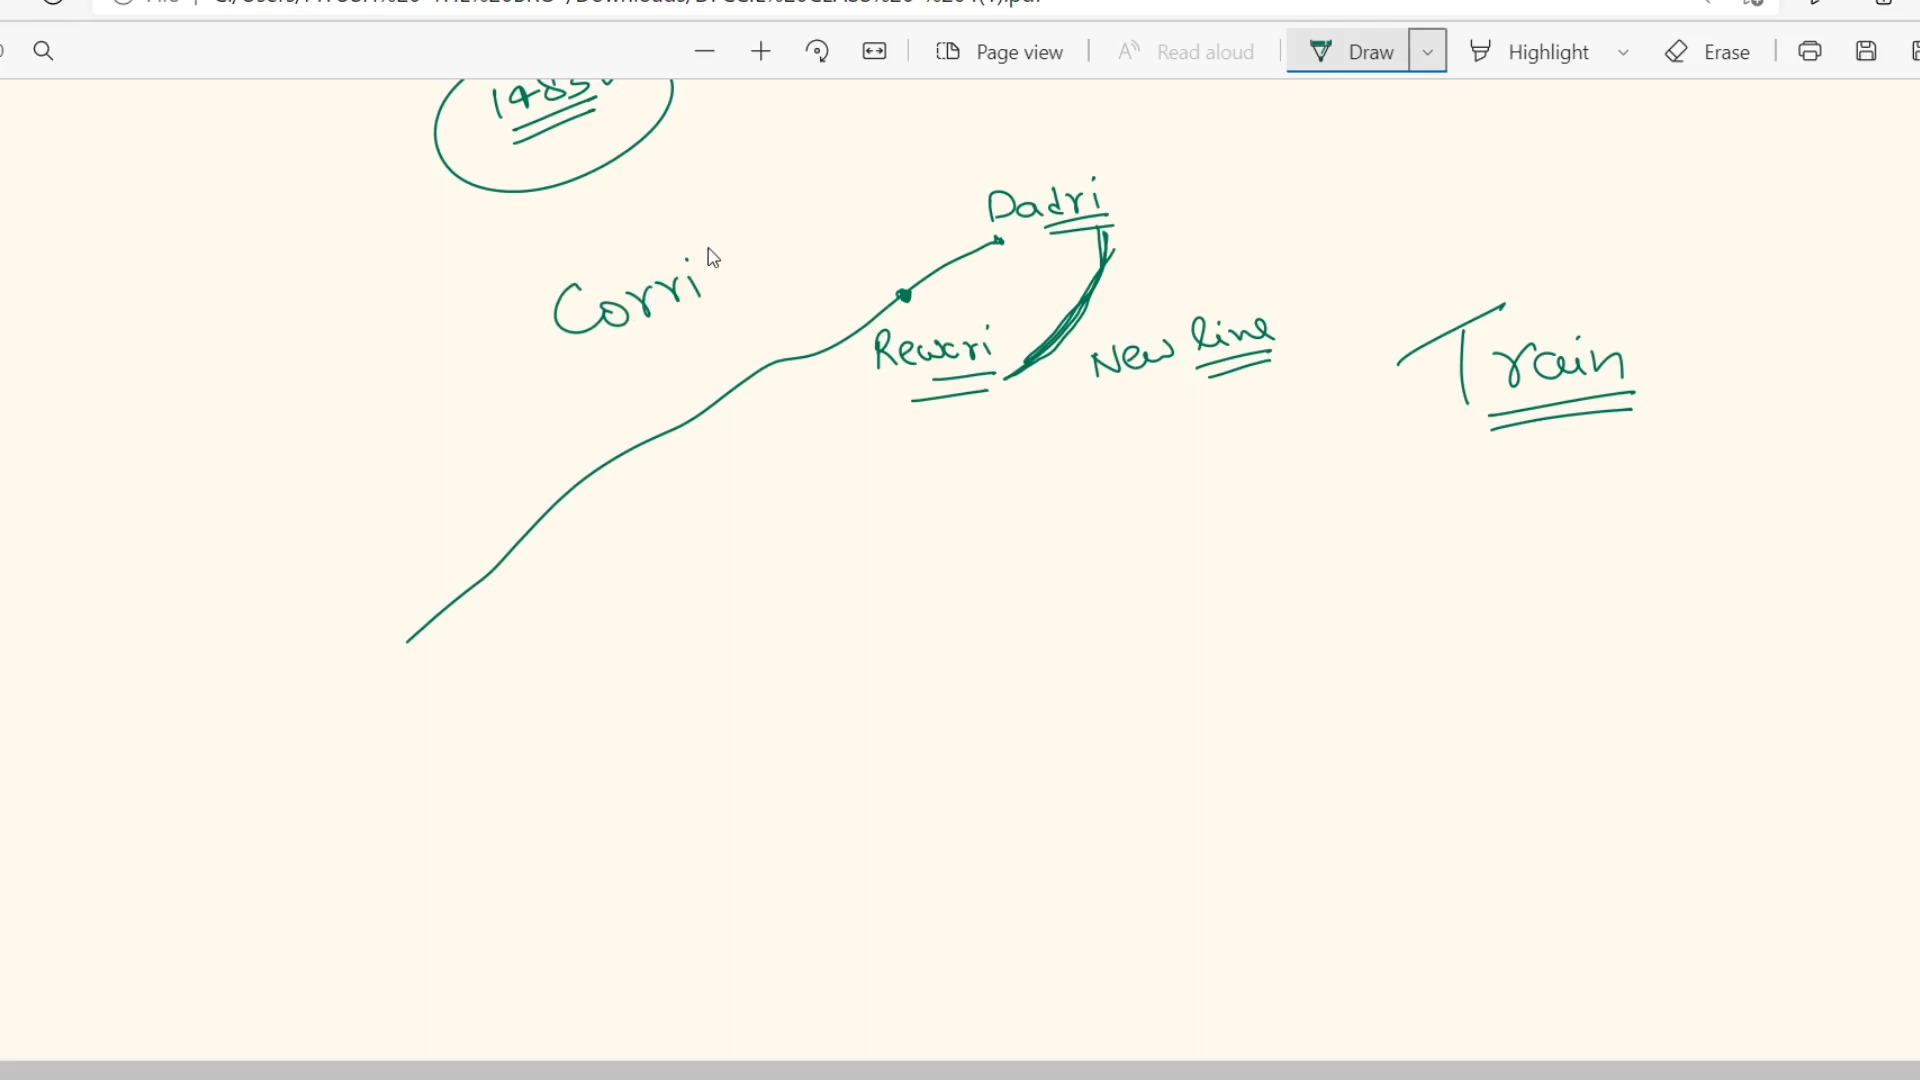 Page view
Read aloud
Draw
Highlight
Erase
Dadri
Corri
Rewari
New line
Train